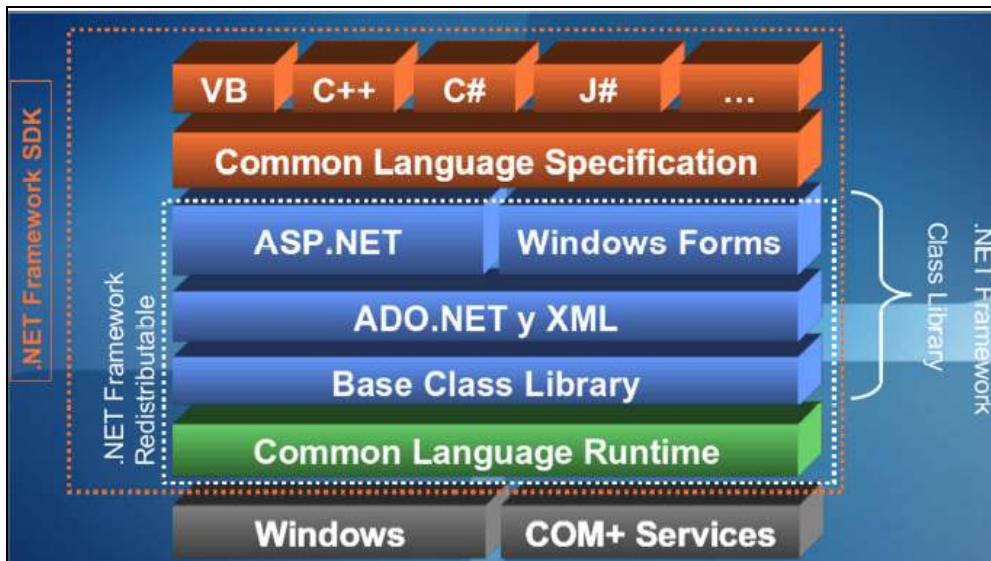 VB
C++
C#
J#
...
Common Language Specification
ASP.NET
Windows Forms
ADO.NET y XML
Base Class Library
Common Language Runtime
Windows
COM+ Services
.NET Framework SDK
.NET Framework
Redistributable
.NET Framework
Class Library